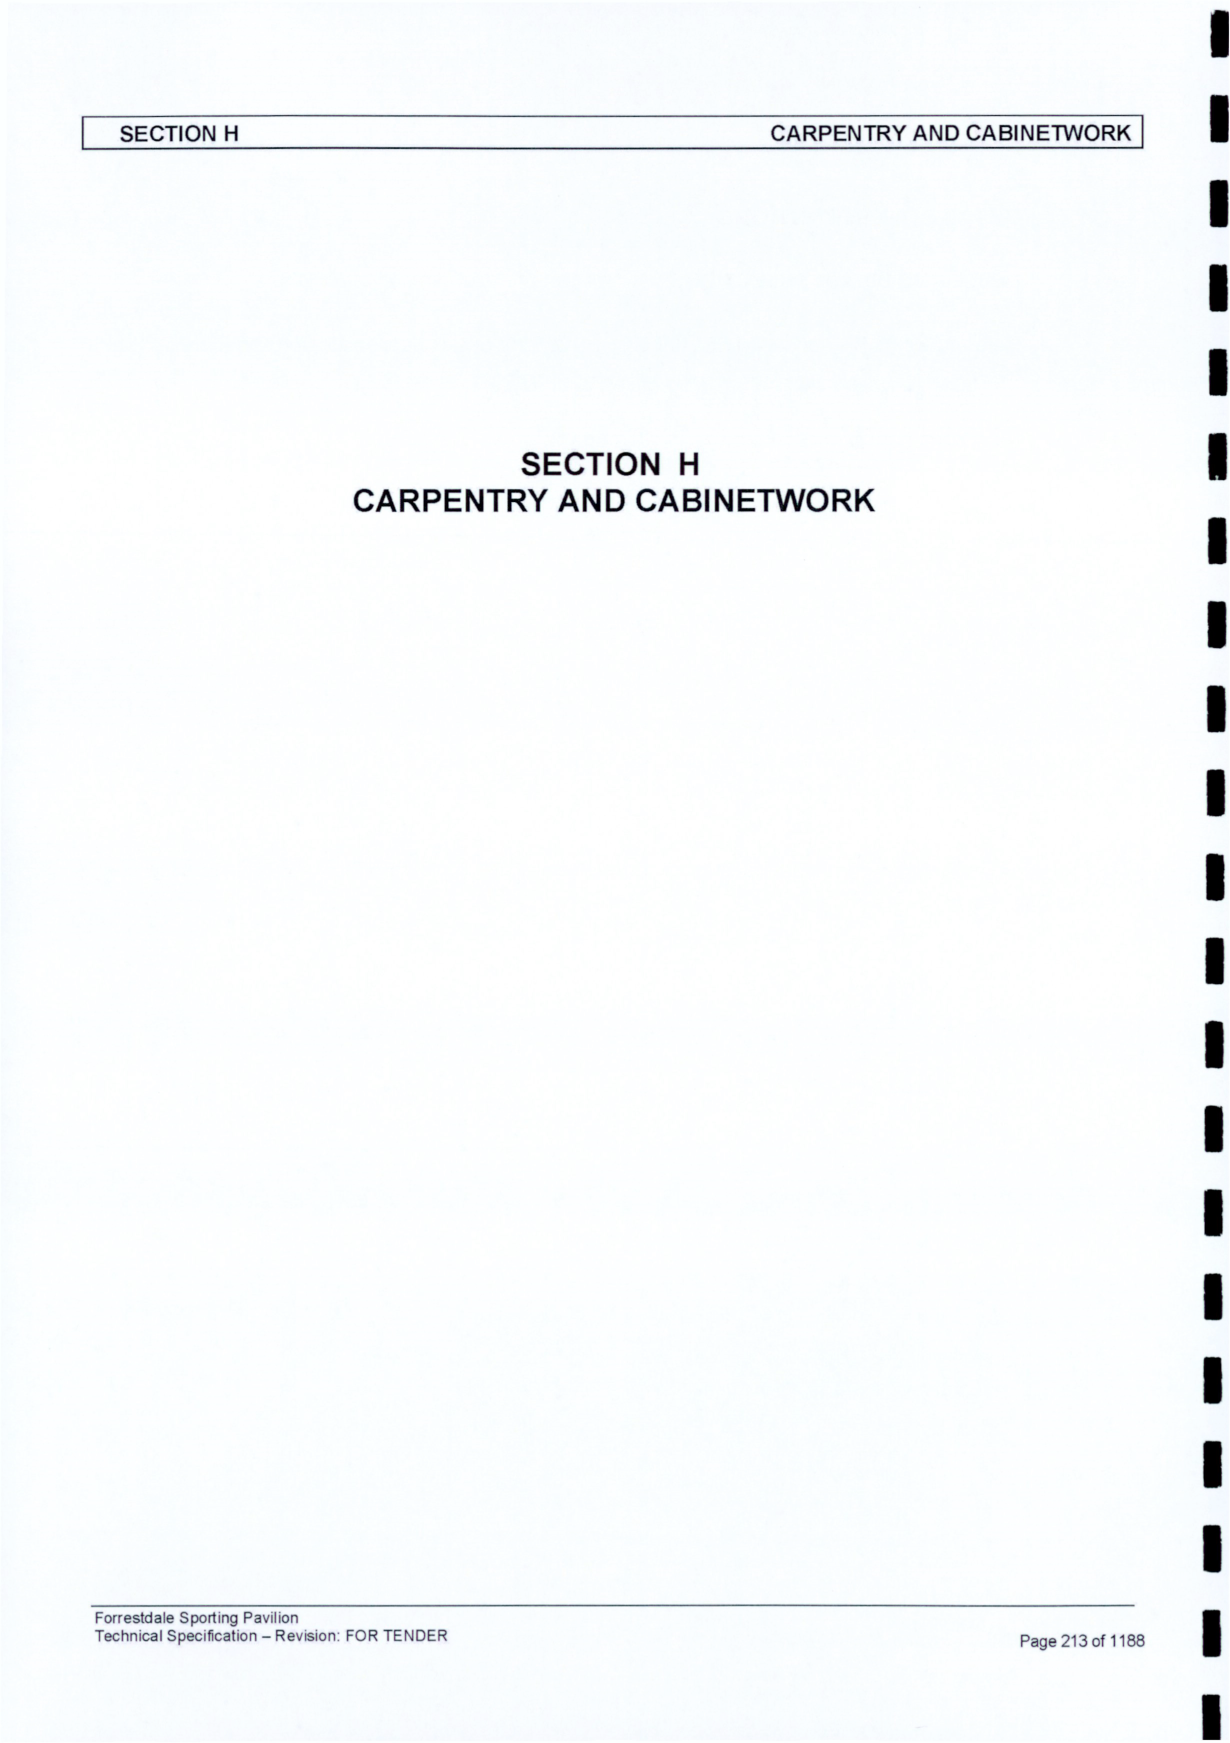 SECTION H CARPENTRY AND CABINETWORK
SECTION H
CARPENTRY AND CABINETWORK
Forrestdale Sporting Pavilion
Technical Specification – Revision: FOR TENDER
Page 213 of 1188